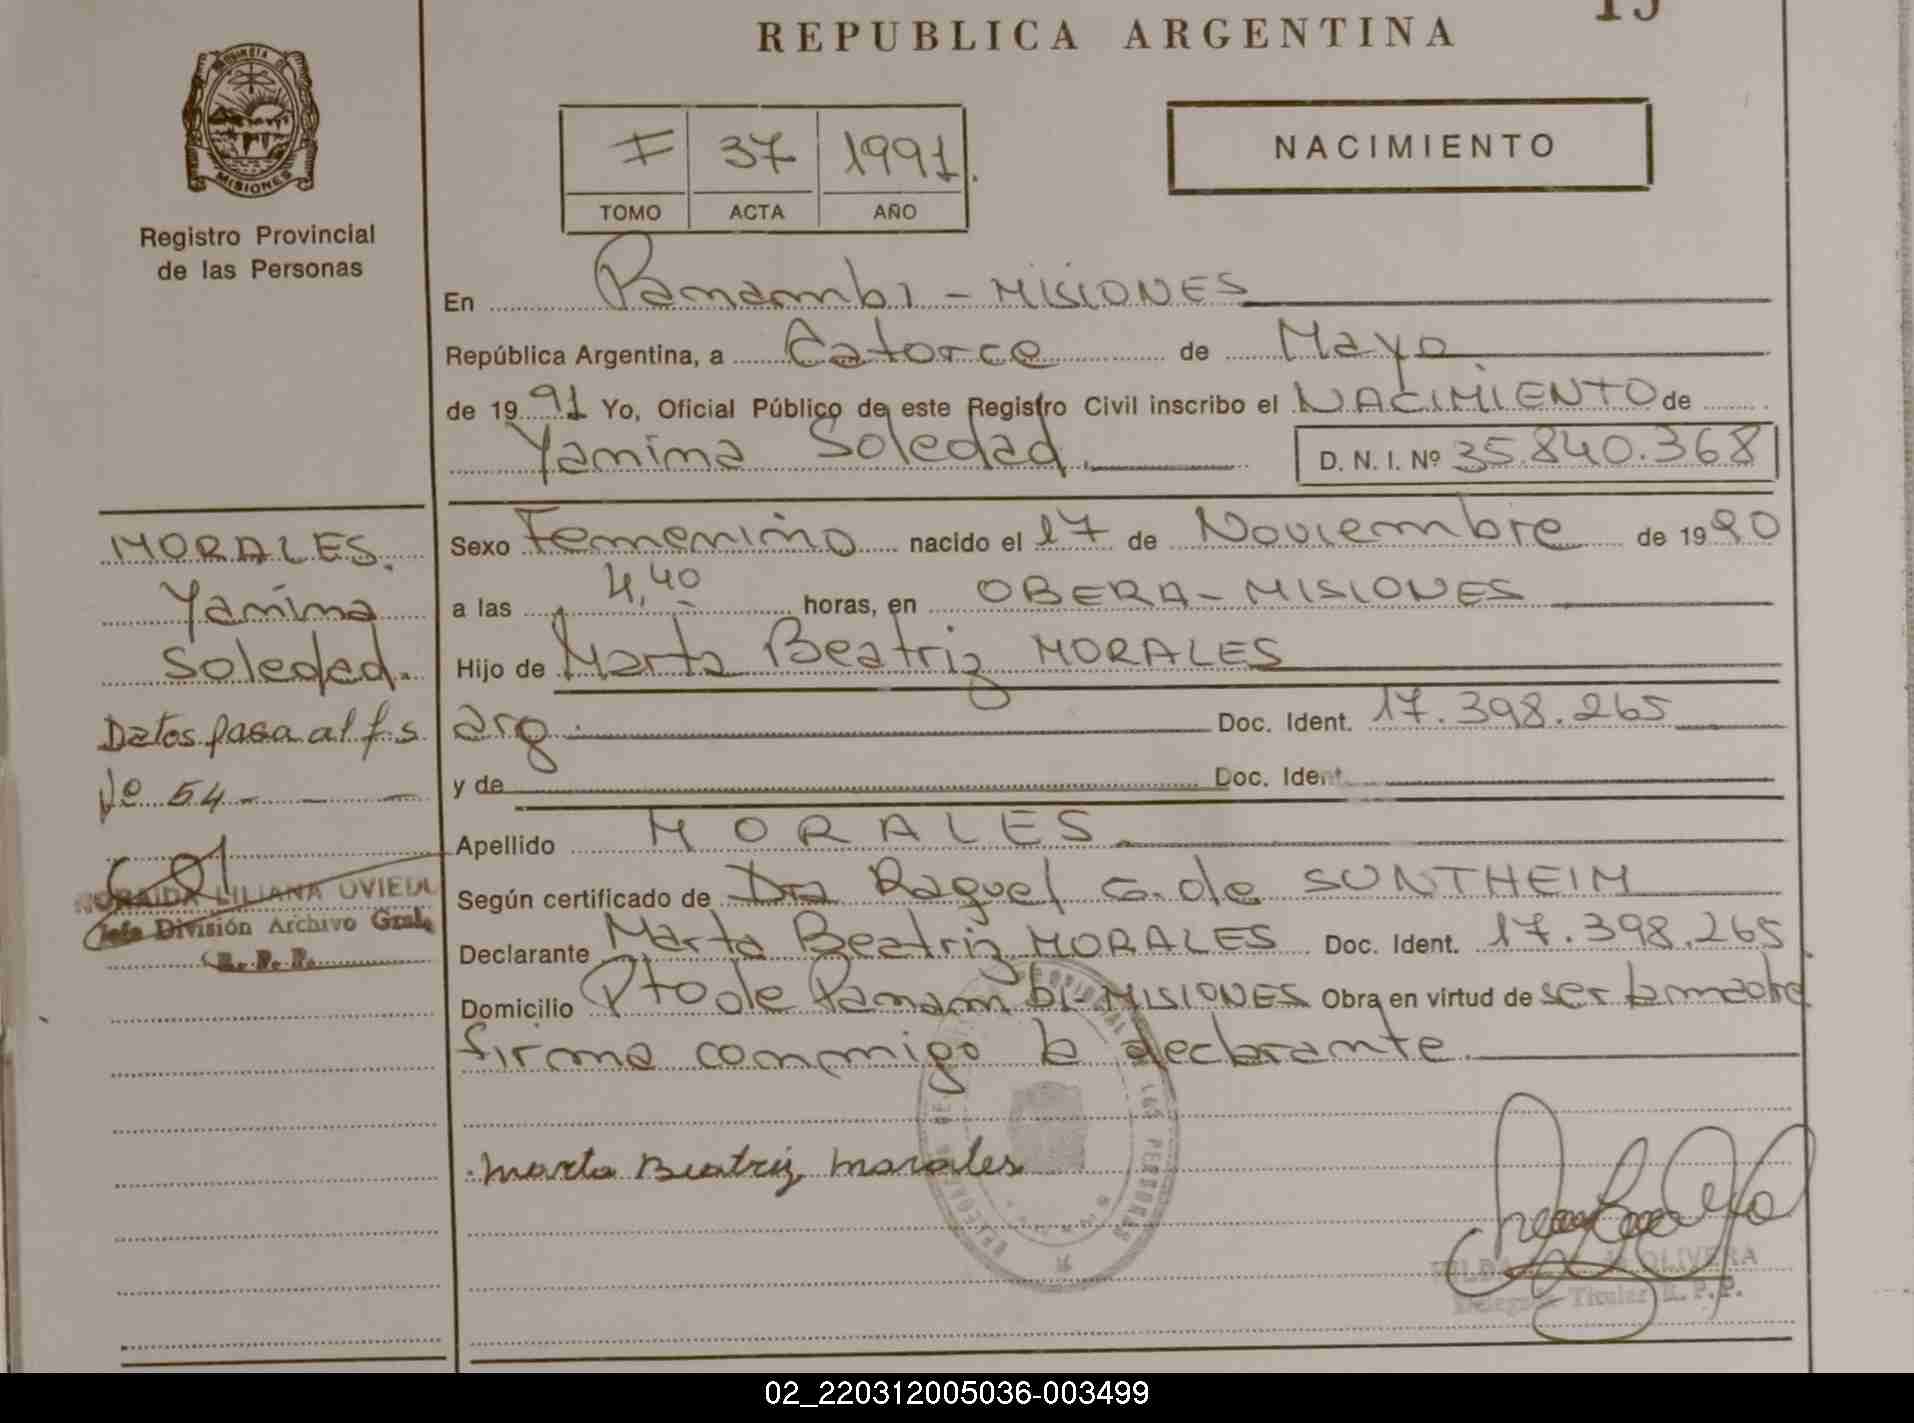 REPUBLICA ARGENTINA
15
MISIONES
Registro Provincial
de las Personas
I 37 1991.
TOMO ACTA AÑO
NACIMIENTO
En Panambi - MISIONES
República Argentina, a Catorce de Mayo
de 1991 Yo, Oficial Público de este Registro Civil inscribo el NACIMIENTO de
Yanina Soledad. D. N. I. Nº 35.840.368
MORALES.
Yanina
Soledad.
Datos pasa al f s
Nº 54 - - -
LILIANA OVIEDO
Jefe División Archivo Gral.
R. P. P.
Sexo Femenino nacido el 17 de Noviembre de 1990
a las 4,40 horas, en OBERA - MISIONES
Hijo de Marta Beatriz MORALES
arg. Doc. Ident. 17.398.265
y de Doc. Ident.
Apellido MORALES
Según certificado de Dra Raquel G. de SUNTHEIM
Declarante Marta Beatriz MORALES Doc. Ident. 17.398.265
Domicilio Pto de Panambi - MISIONES Obra en virtud de ser la madre
firma conmigo la declarante.
Marta Beatriz Morales
OLIVERA
Titular R. P. P.
02_220312005036-003499